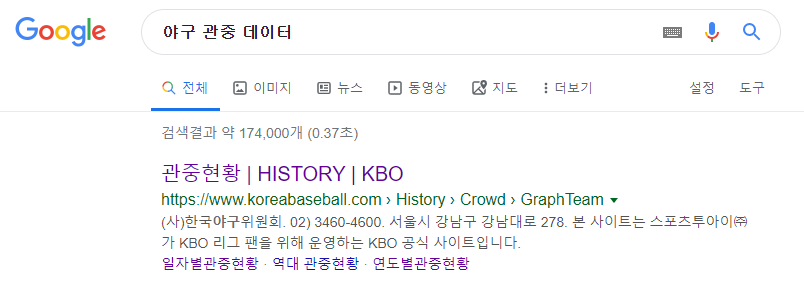 Google
야구 관중 데이터
전체
이미지
뉴스
동영상
지도
더보기
설정
도구
검색결과 약 174,000개 (0.37초)
관중현황 | HISTORY | KBO
https://www.koreabaseball.com › History › Crowd › GraphTeam
(사)한국야구위원회. 02) 3460-4600. 서울시 강남구 강남대로 278. 본 사이트는 스포츠투아이㈜
가 KBO 리그 팬을 위해 운영하는 KBO 공식 사이트입니다.
일자별관중현황 · 역대 관중현황 · 연도별관중현황